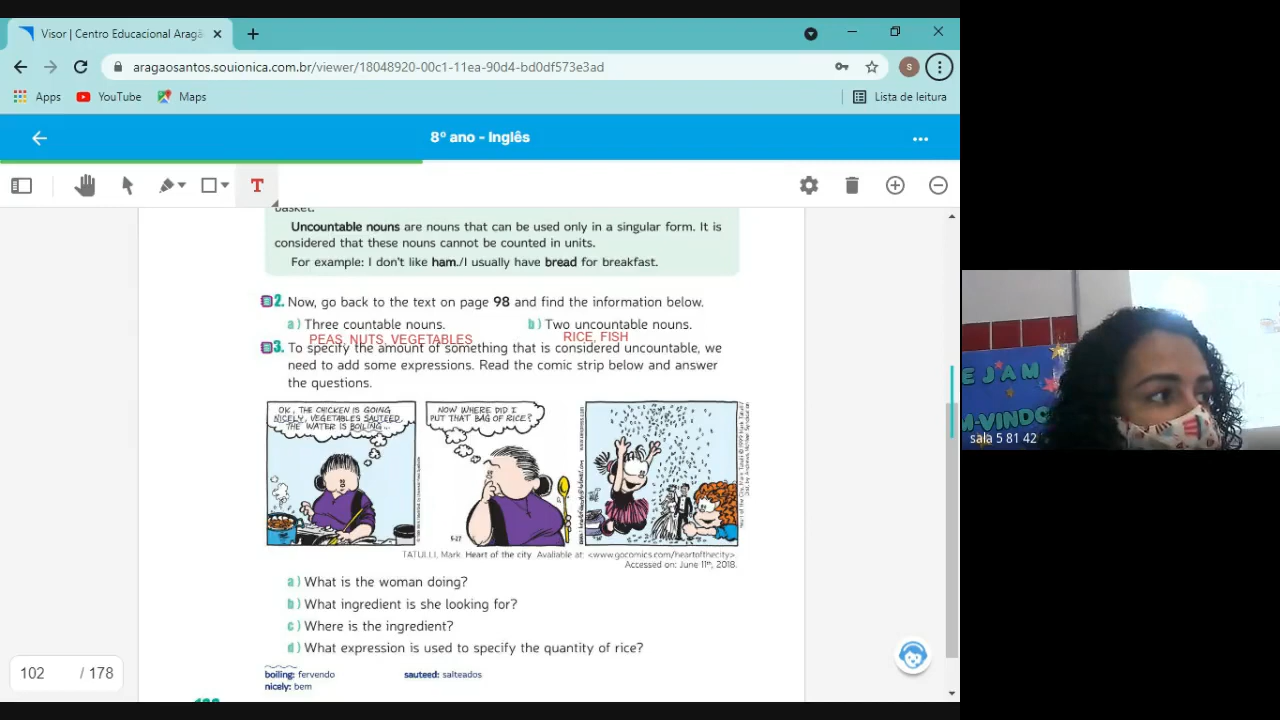 Visor | Centro Educacional Aragã
aragaosantos.souionica.com.br/viewer/18048920-00c1-11ea-90d4-bd0df573e3ad
S
Apps YouTube Maps
Lista de leitura
8º ano - Inglês
T
basket.
Uncountable nouns are nouns that can be used only in a singular form. It is
considered that these nouns cannot be counted in units.
For example: I don't like ham./I usually have bread for breakfast.
2. Now, go back to the text on page 98 and find the information below.
a) Three countable nouns. b) Two uncountable nouns.
PEAS, NUTS, VEGETABLES RICE, FISH
3. To specify the amount of something that is considered uncountable, we
need to add some expressions. Read the comic strip below and answer
the questions.
OK, THE CHICKEN IS GOING
NICELY, VEGETABLES SAUTEED,
THE WATER IS BOILING...
NOW WHERE DID I
PUT THAT BAG OF RICE?
5-27
TATULLI, Mark. Heart of the city. Available at: <www.gocomics.com/heartofthecity>.
Accessed on: June 11th, 2018.
a) What is the woman doing?
b) What ingredient is she looking for?
c) Where is the ingredient?
d) What expression is used to specify the quantity of rice?
boiling: fervendo sauteed: salteados
nicely: bem
102 / 178
E JAM
M-VINDO
sala 5 81 42